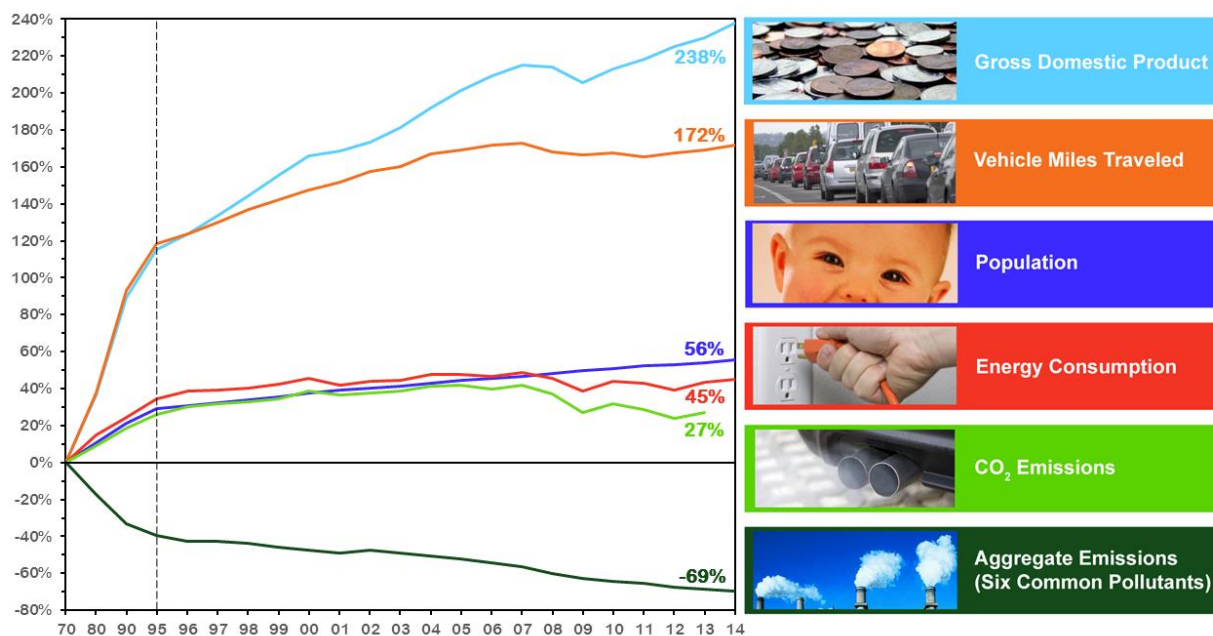 240%
220%
200%
180%
160%
140%
120%
100%
80%
60%
40%
20%
0%
-20%
-40%
-60%
-80%
70 80 90 95 96 97 98 99 00 01 02 03 04 05 06 07 08 09 10 11 12 13 14
238%
172%
56%
45%
27%
-69%
Gross Domestic Product
Vehicle Miles Traveled
Population
Energy Consumption
CO₂ Emissions
Aggregate Emissions
(Six Common Pollutants)